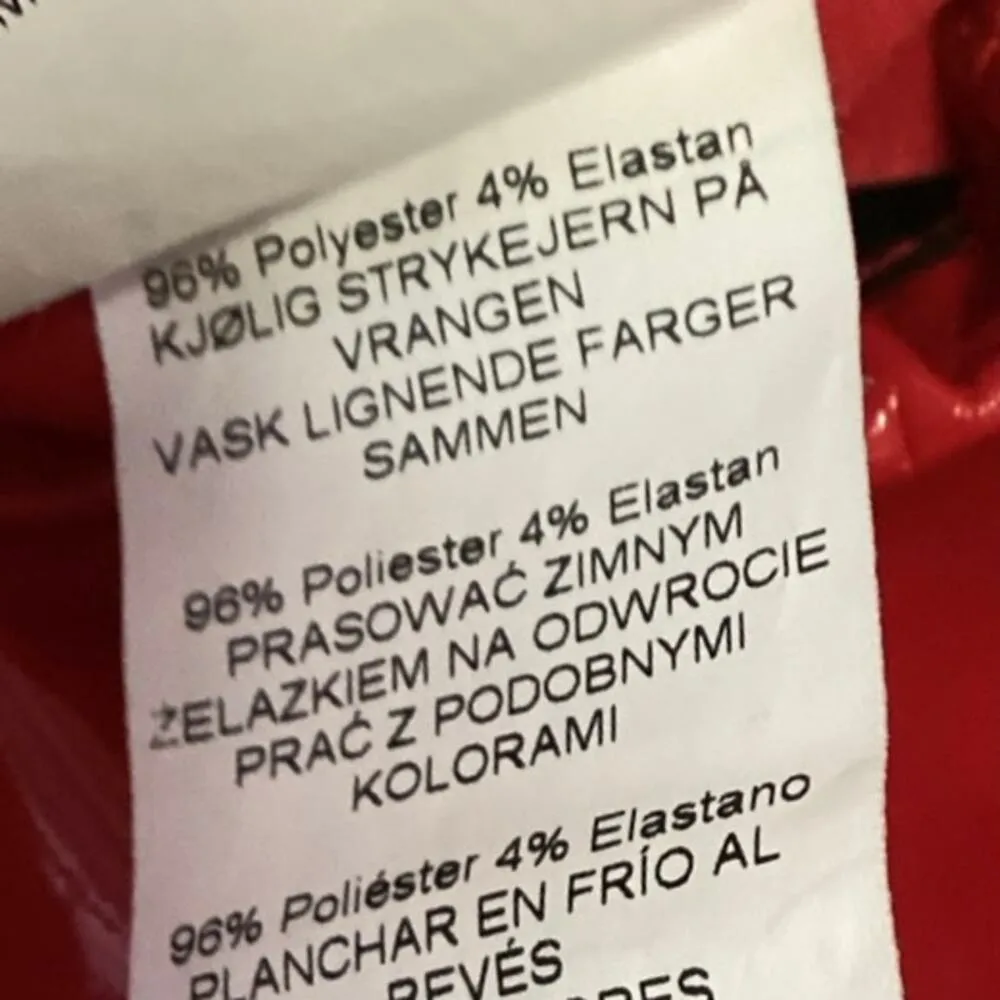 96% Polyester 4% Elastan
KJØLIG STRYKEJERN PÅ
VRANGEN
VASK LIGNENDE FARGER
SAMMEN
96% Poliester 4% Elastan
PRASOWAĆ ZIMNYM
ŻELAZKIEM NA ODWROCIE
PRAĆ Z PODOBNYMI
KOLORAMI
96% Poliéster 4% Elastano
PLANCHAR EN FRÍO AL
REVÉS